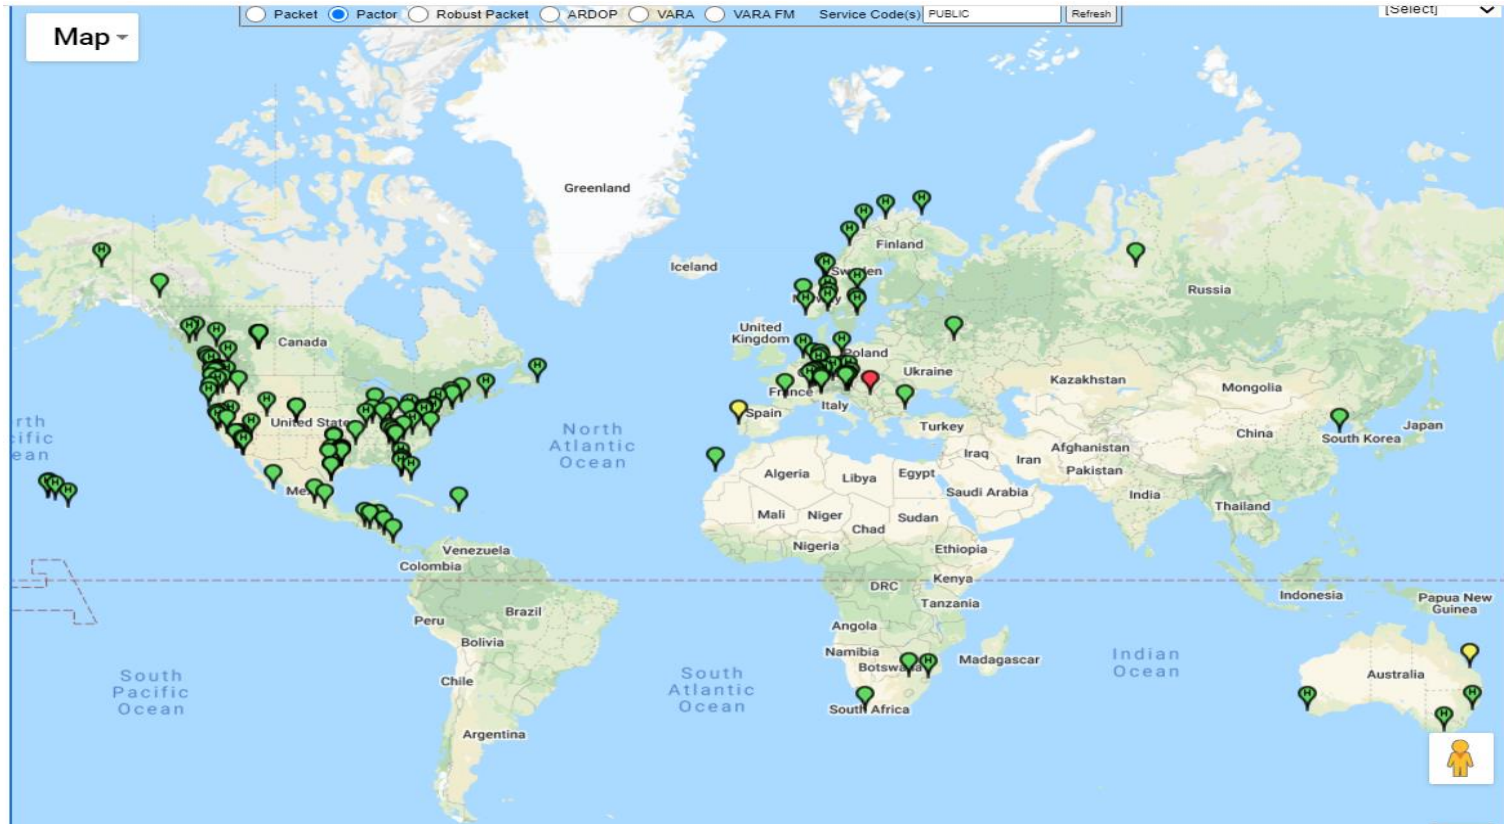 Packet Pactor Robust Packet ARDOP VARA VARA FM Service Code(s) PUBLIC Refresh
[Select]
Map
Greenland
Finland
Iceland
Sweden
Norway
Russia
Canada
United
Kingdom
Poland
Ukraine
Kazakhstan
Mongolia
France
Italy
Spain
United States
North
Atlantic
Ocean
Turkey
China
South Korea
Japan
Iraq
Iran
Afghanistan
Pakistan
Algeria
Libya
Egypt
Saudi Arabia
India
Thailand
Mali
Niger
Chad
Sudan
Nigeria
Ethiopia
Venezuela
Colombia
DRC
Kenya
Tanzania
Indonesia
Papua New
Guinea
Peru
Brazil
Bolivia
Angola
Namibia
Botswana
Madagascar
Indian
Ocean
Australia
South
Pacific
Ocean
Chile
South
Atlantic
Ocean
South Africa
Argentina